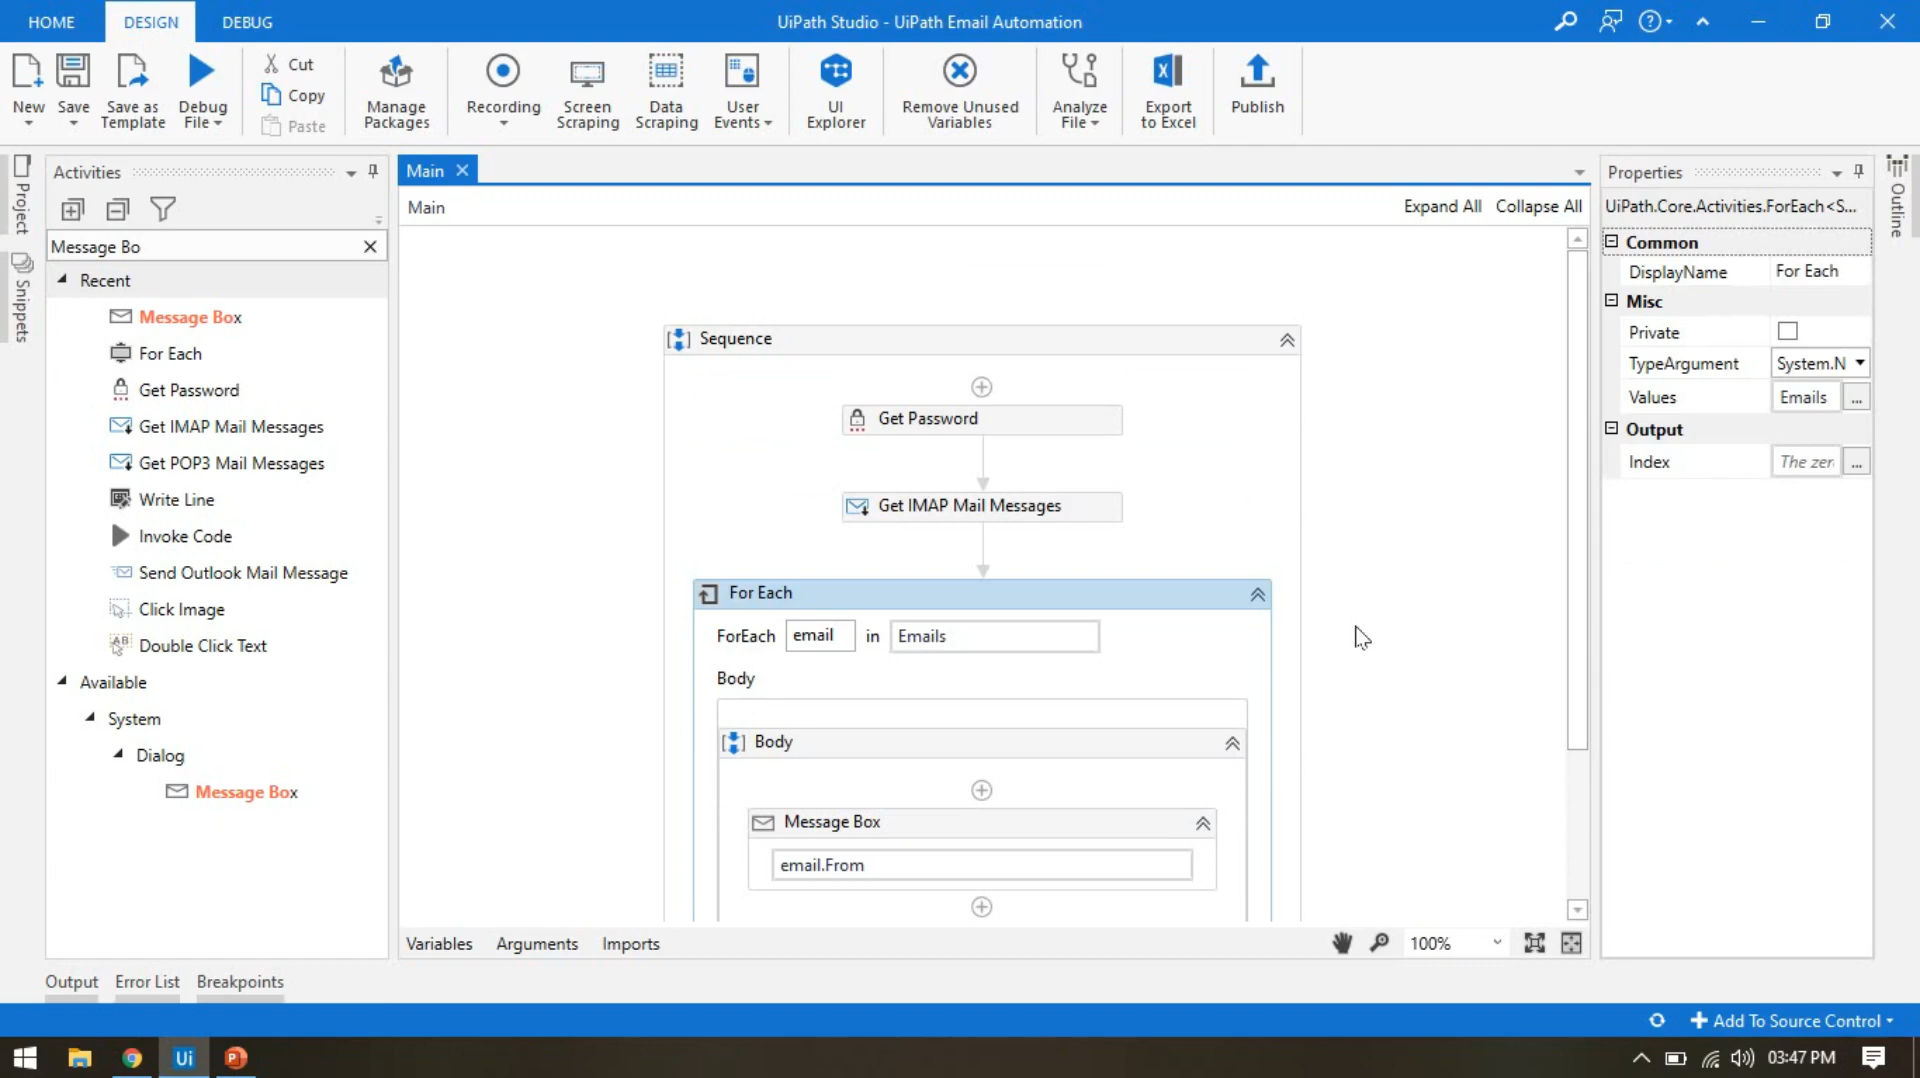 HOME DESIGN DEBUG UiPath Studio - UiPath Email Automation
New Save Save as Template Debug File
Cut
Copy
Paste
Manage Packages Recording Screen Scraping Data Scraping User Events UI Explorer Remove Unused Variables Analyze File Export to Excel Publish
Project
Snippets
Activities
Message Bo
Recent
Message Box
For Each
Get Password
Get IMAP Mail Messages
Get POP3 Mail Messages
Write Line
Invoke Code
Send Outlook Mail Message
Click Image
Double Click Text
Available
System
Dialog
Message Box
Main
Main Expand All Collapse All
Sequence
Get Password
Get IMAP Mail Messages
For Each
ForEach email in Emails
Body
Body
Message Box
email.From
Variables Arguments Imports 100%
Properties
UiPath.Core.Activities.ForEach<S...
Common
DisplayName For Each
Misc
Private
TypeArgument System.N
Values Emails ...
Output
Index The zer ...
Outline
Output Error List Breakpoints
Add To Source Control
Ui
03:47 PM